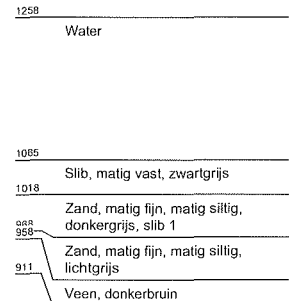 1258
Water
1085
Slib, matig vast, zwartgrijs
1018
Zand, matig fijn, matig siltig,
donkergrijs, slib 1
968
958
Zand, matig fijn, matig siltig,
lichtgrijs
911
Veen, donkerbruin